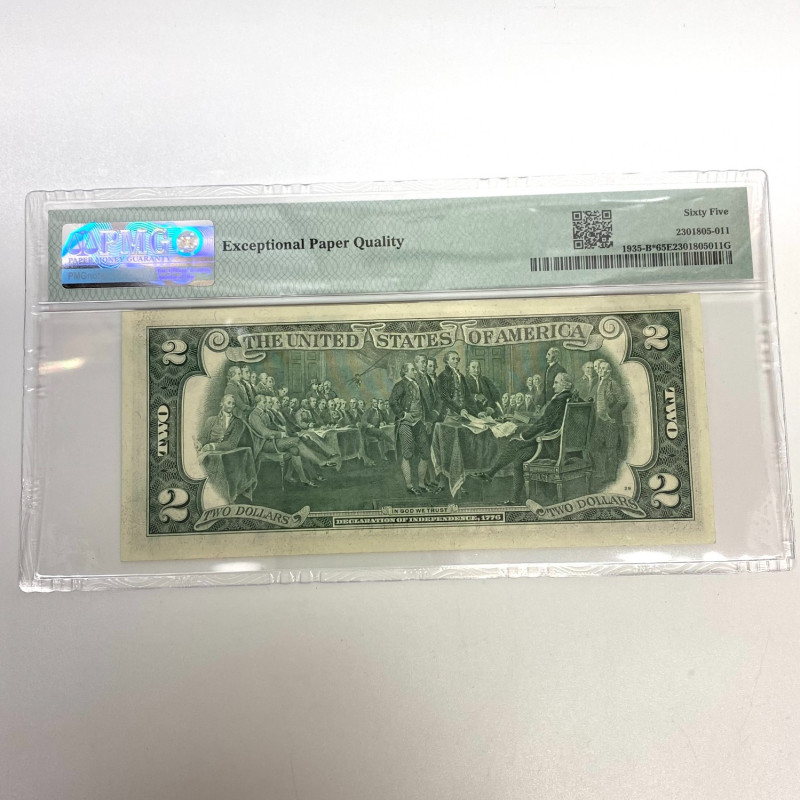 PMG
PAPER MONEY GUARANTY
Exceptional Paper Quality
Sixty Five
2301805-011
1935-B*65E2301805011G
2
THE UNITED STATES OF AMERICA
2
TWO
TWO
2
TWO DOLLARS
IN GOD WE TRUST
DECLARATION OF INDEPENDENCE, 1776
TWO DOLLARS
2